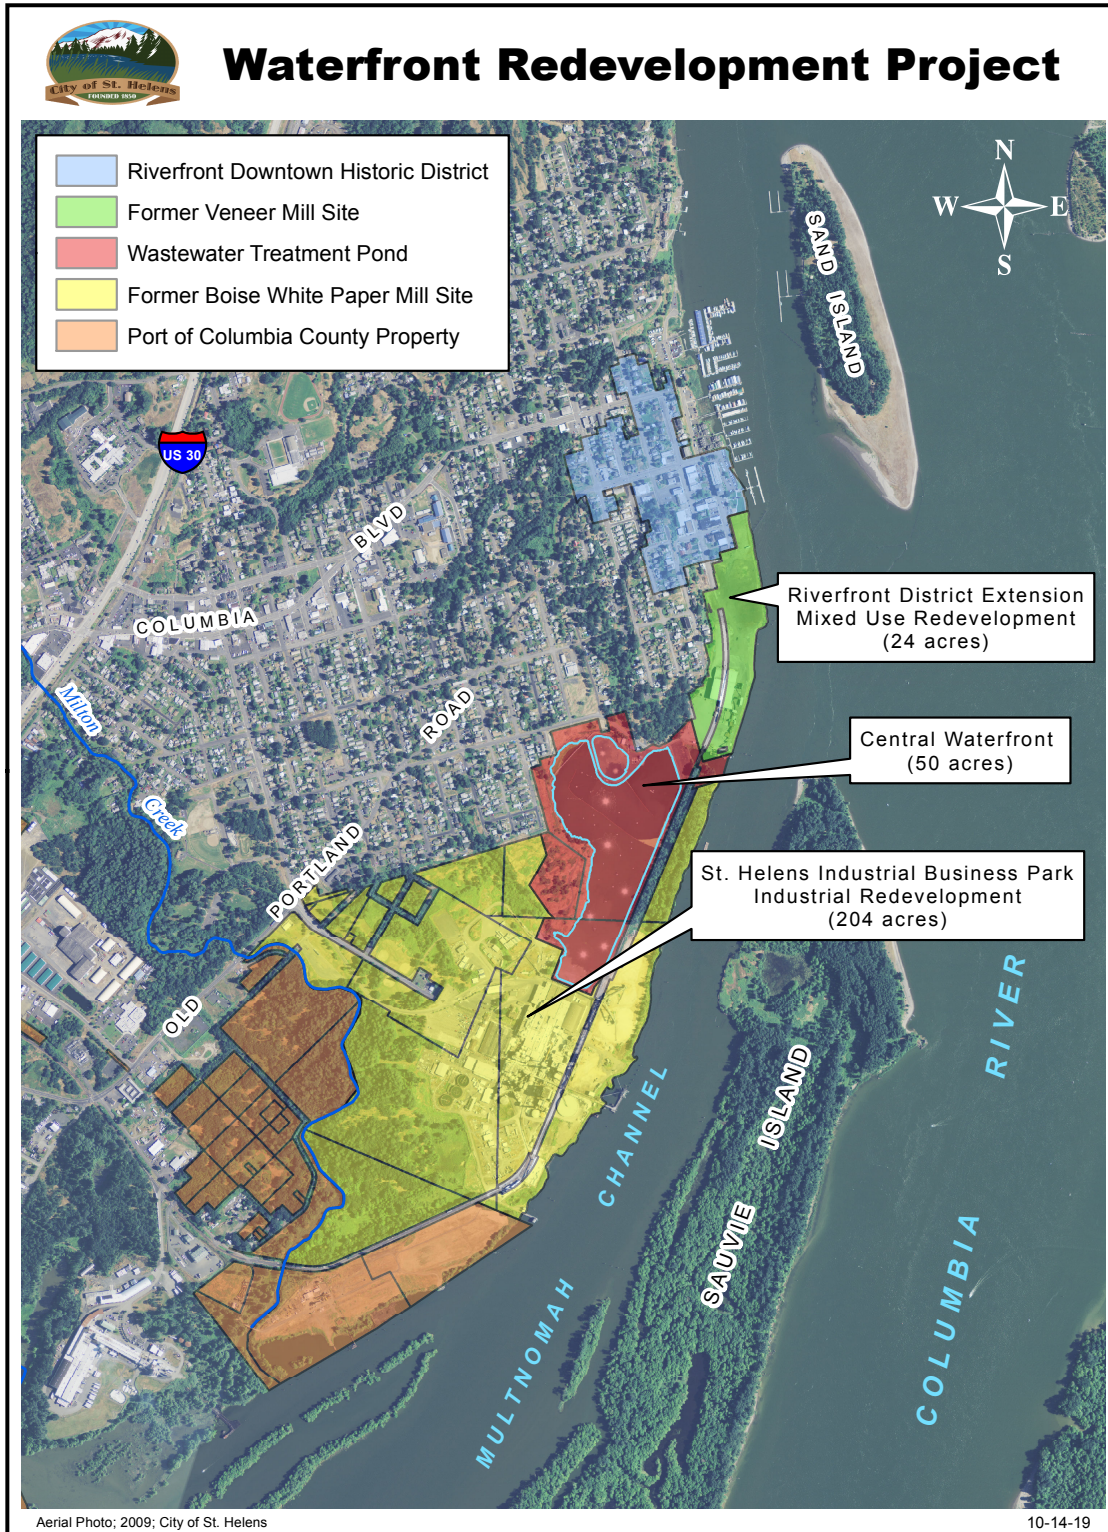 City of St. Helens
FOUNDED 1850
Waterfront Redevelopment Project
Riverfront Downtown Historic District
Former Veneer Mill Site
Wastewater Treatment Pond
Former Boise White Paper Mill Site
Port of Columbia County Property
N
W E
S
SAND ISLAND
US 30
COLUMBIA BLVD
Riverfront District Extension
Mixed Use Redevelopment
(24 acres)
Milton Creek
OLD PORTLAND ROAD
Central Waterfront
(50 acres)
St. Helens Industrial Business Park
Industrial Redevelopment
(204 acres)
MULTNOMAH CHANNEL
SAUVIE ISLAND
COLUMBIA RIVER
Aerial Photo; 2009; City of St. Helens
10-14-19